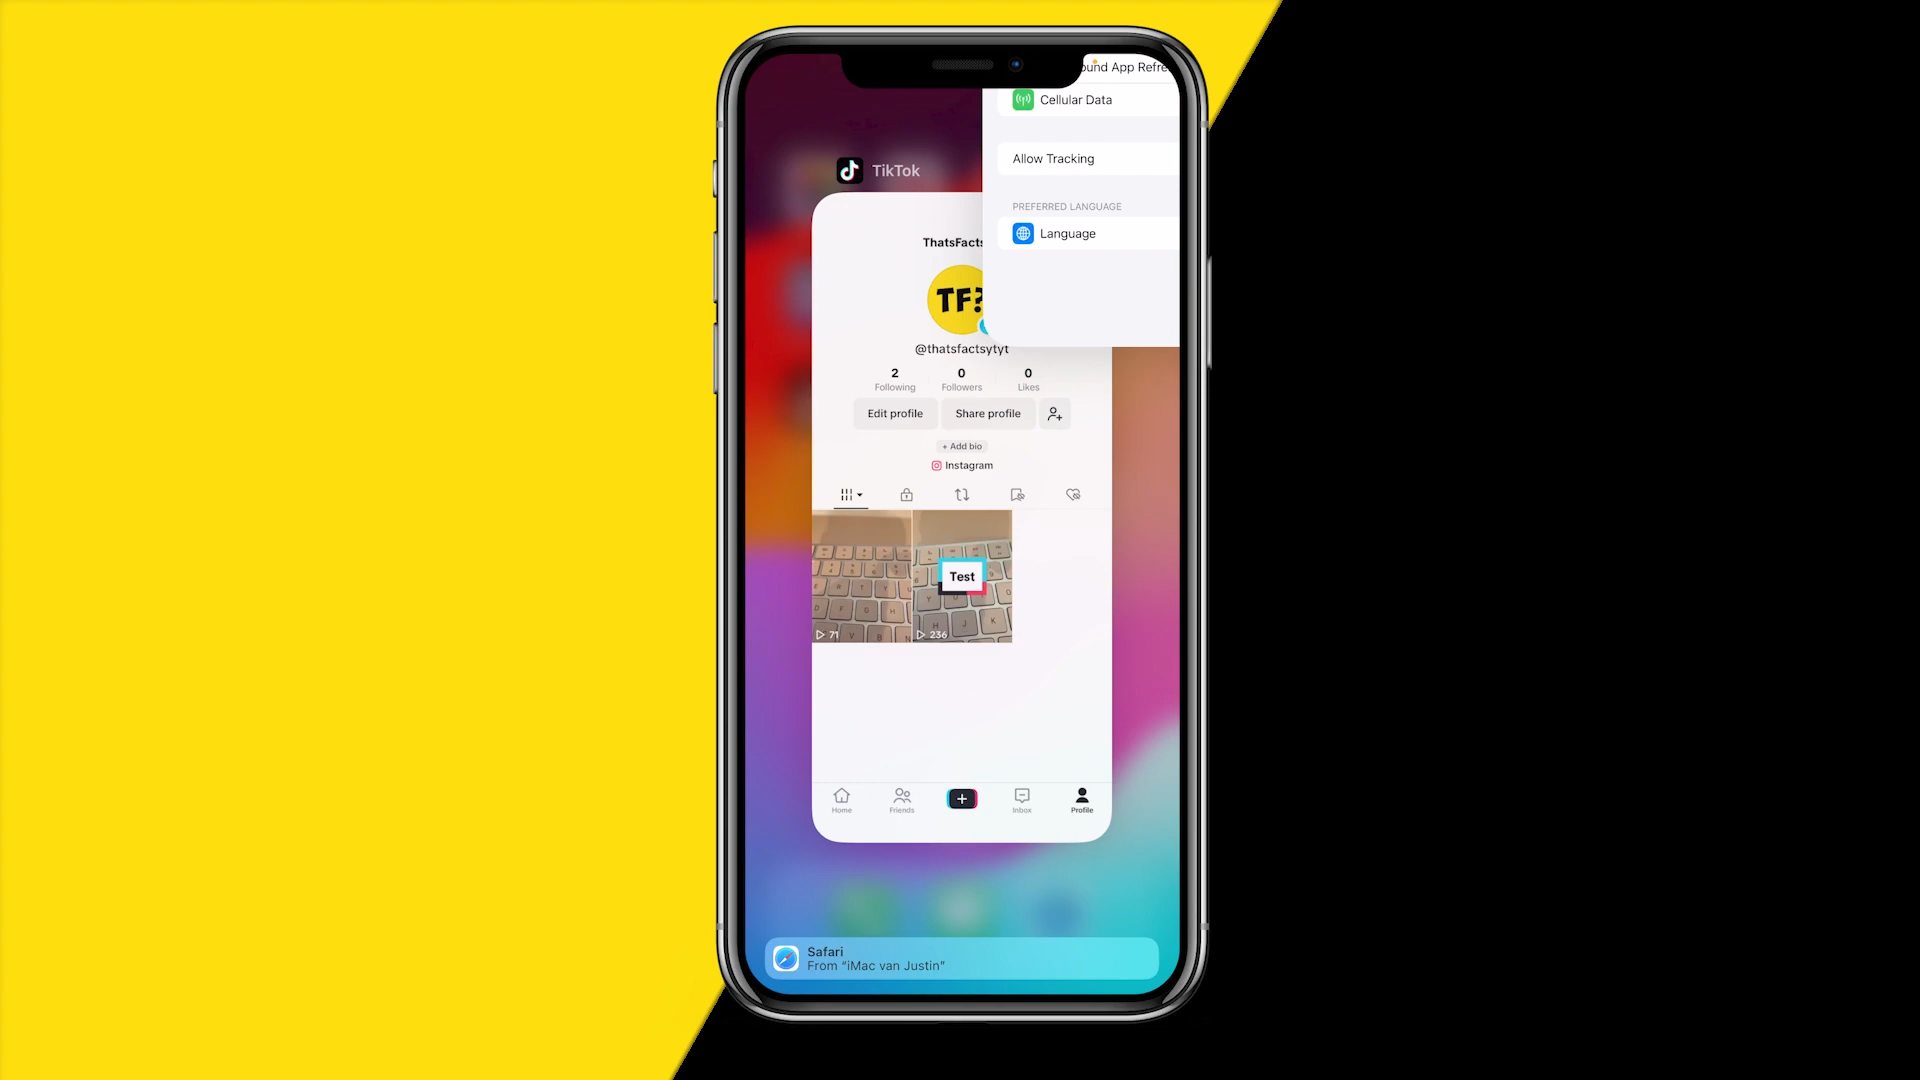 ound App Refre
Cellular Data
Allow Tracking
PREFERRED LANGUAGE
Language
TikTok
ThatsFacts
TF?
@thatsfactsytyt
2 0 0
Following Followers Likes
Edit profile Share profile
+ Add bio
Instagram
Test
71 236
Home Friends Inbox Profile
Safari
From “iMac van Justin”